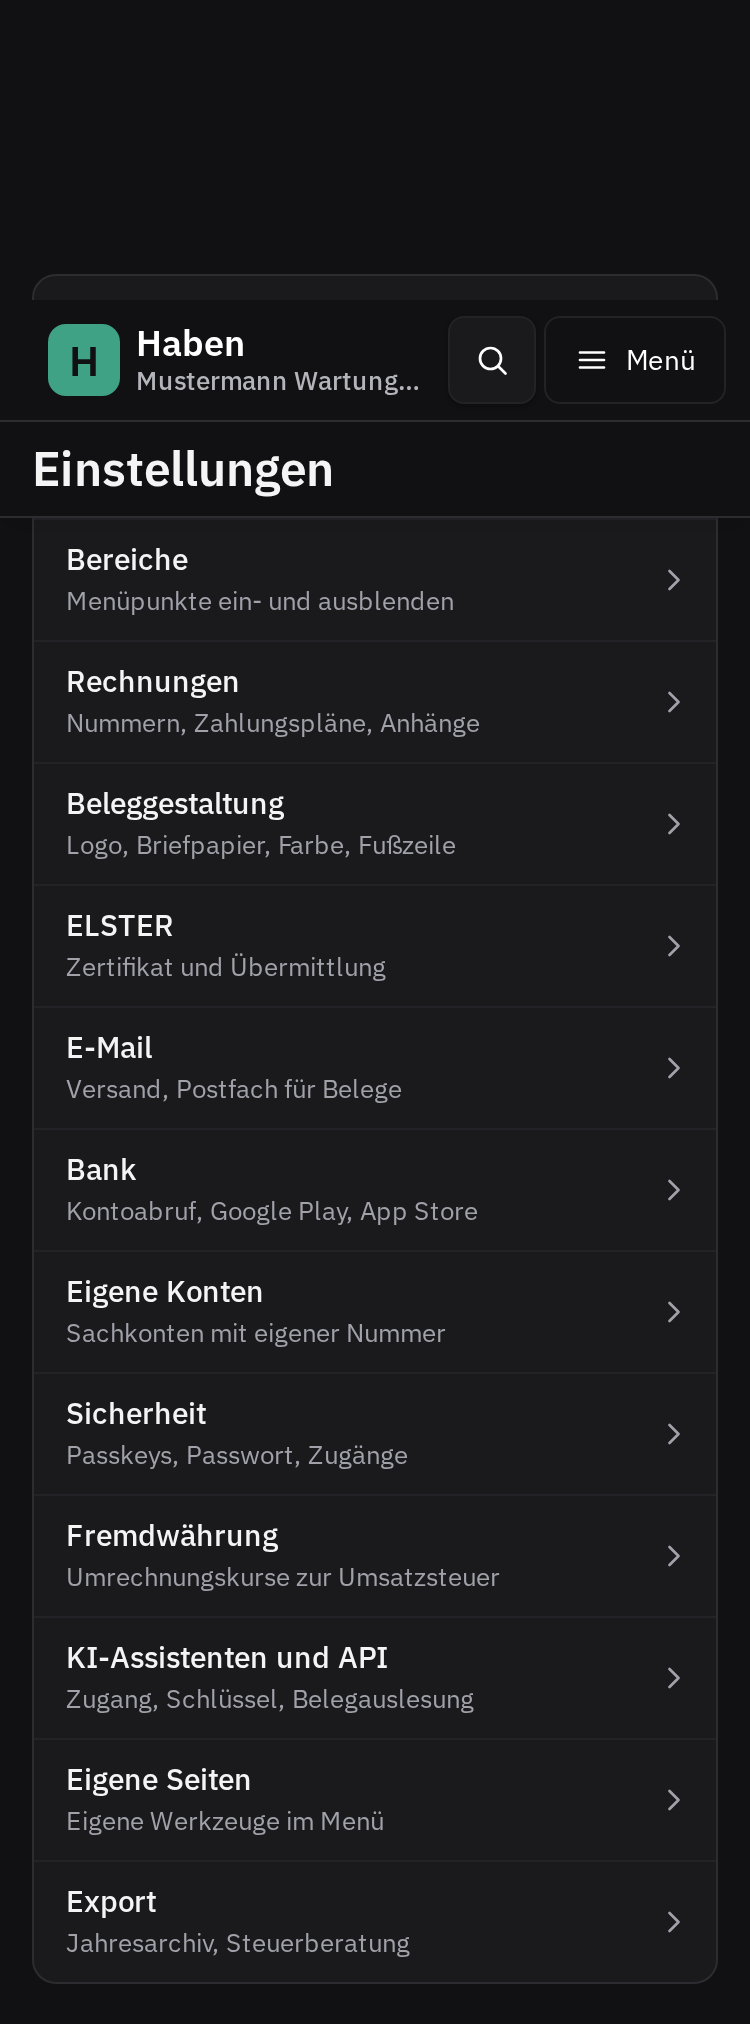 H
Haben
Mustermann Wartung...
Menü
Einstellungen
Bereiche
Menüpunkte ein- und ausblenden
Rechnungen
Nummern, Zahlungspläne, Anhänge
Beleggestaltung
Logo, Briefpapier, Farbe, Fußzeile
ELSTER
Zertifikat und Übermittlung
E-Mail
Versand, Postfach für Belege
Bank
Kontoabruf, Google Play, App Store
Eigene Konten
Sachkonten mit eigener Nummer
Sicherheit
Passkeys, Passwort, Zugänge
Fremdwährung
Umrechnungskurse zur Umsatzsteuer
KI-Assistenten und API
Zugang, Schlüssel, Belegauslesung
Eigene Seiten
Eigene Werkzeuge im Menü
Export
Jahresarchiv, Steuerberatung